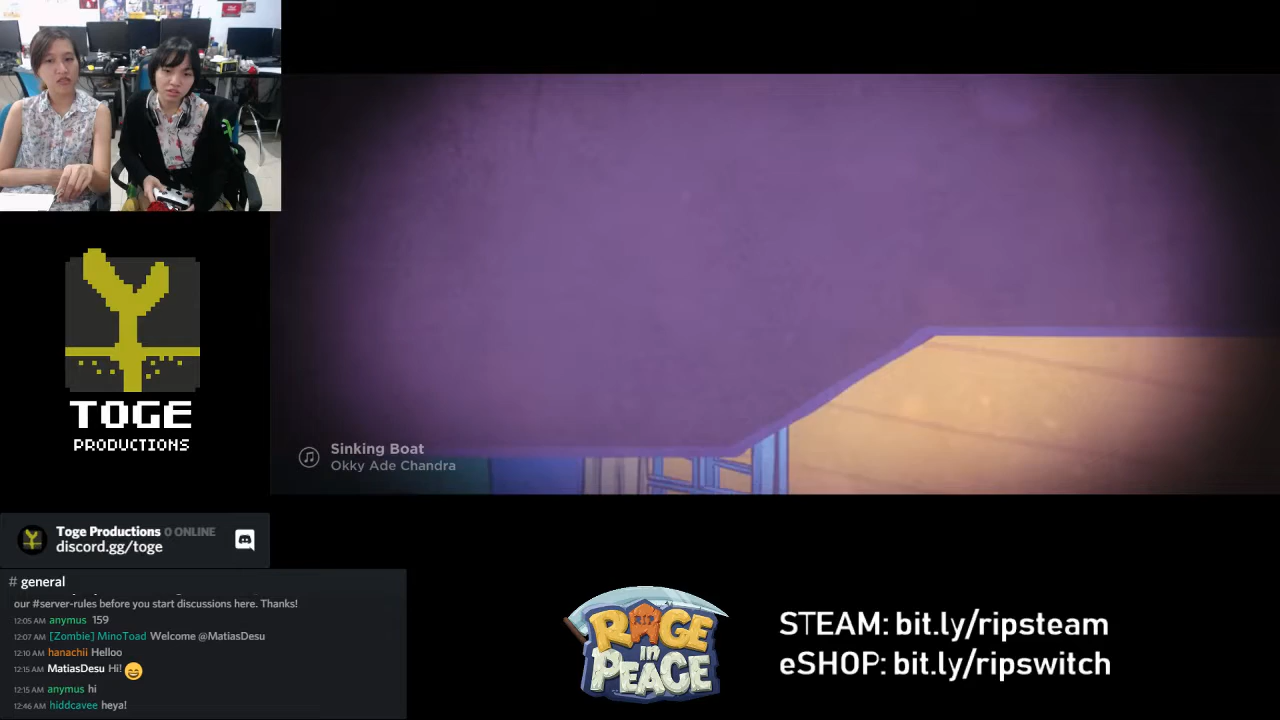 Sinking Boat
Okky Ade Chandra
TOGE
PRODUCTIONS
Toge Productions 0 ONLINE
discord.gg/toge
# general
our #server-rules before you start discussions here. Thanks!
12:05 AM anymus 159
12:07 AM [Zombie] MinoToad Welcome @MatiasDesu
12:10 AM hanachii Helloo
12:15 AM MatiasDesu Hi! 😄
12:15 AM anymus hi
12:46 AM hiddcavee heya!
RIP
RAGE
in
PEACE
STEAM: bit.ly/ripsteam
eSHOP: bit.ly/ripswitch